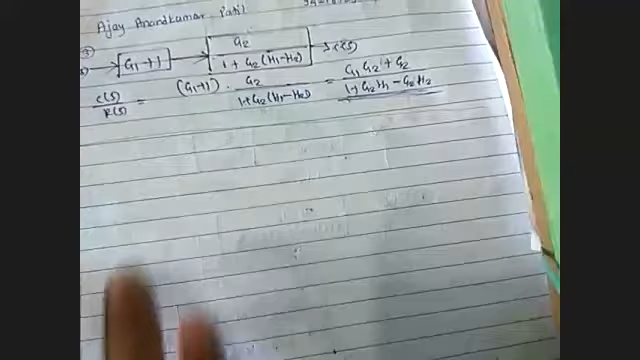 Ajay Anandkumar Patil
G1+1 G2 / 1+G2(H1-H2) C(s)
C(s)/R(s) = (G1+1) . G2 / 1+G2(H1-H2) = G1G2+G2 / 1+G2H1-G2H2